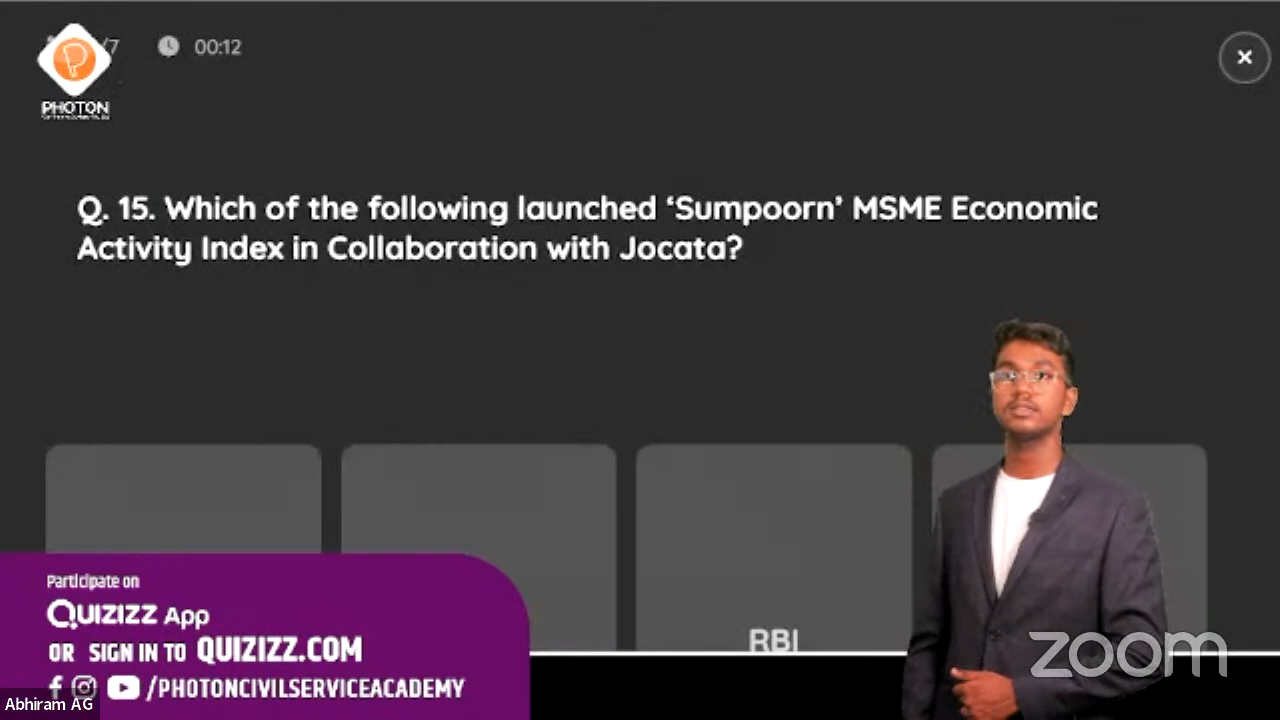 /7
00:12
PHOTON
Q. 15. Which of the following launched ‘Sumpoorn’ MSME Economic
Activity Index in Collaboration with Jocata?
RBI
Participate on
QUIZIZZ App
OR SIGN IN TO QUIZIZZ.COM
/PHOTONCIVILSERVICEACADEMY
Abhiram AG
zoom